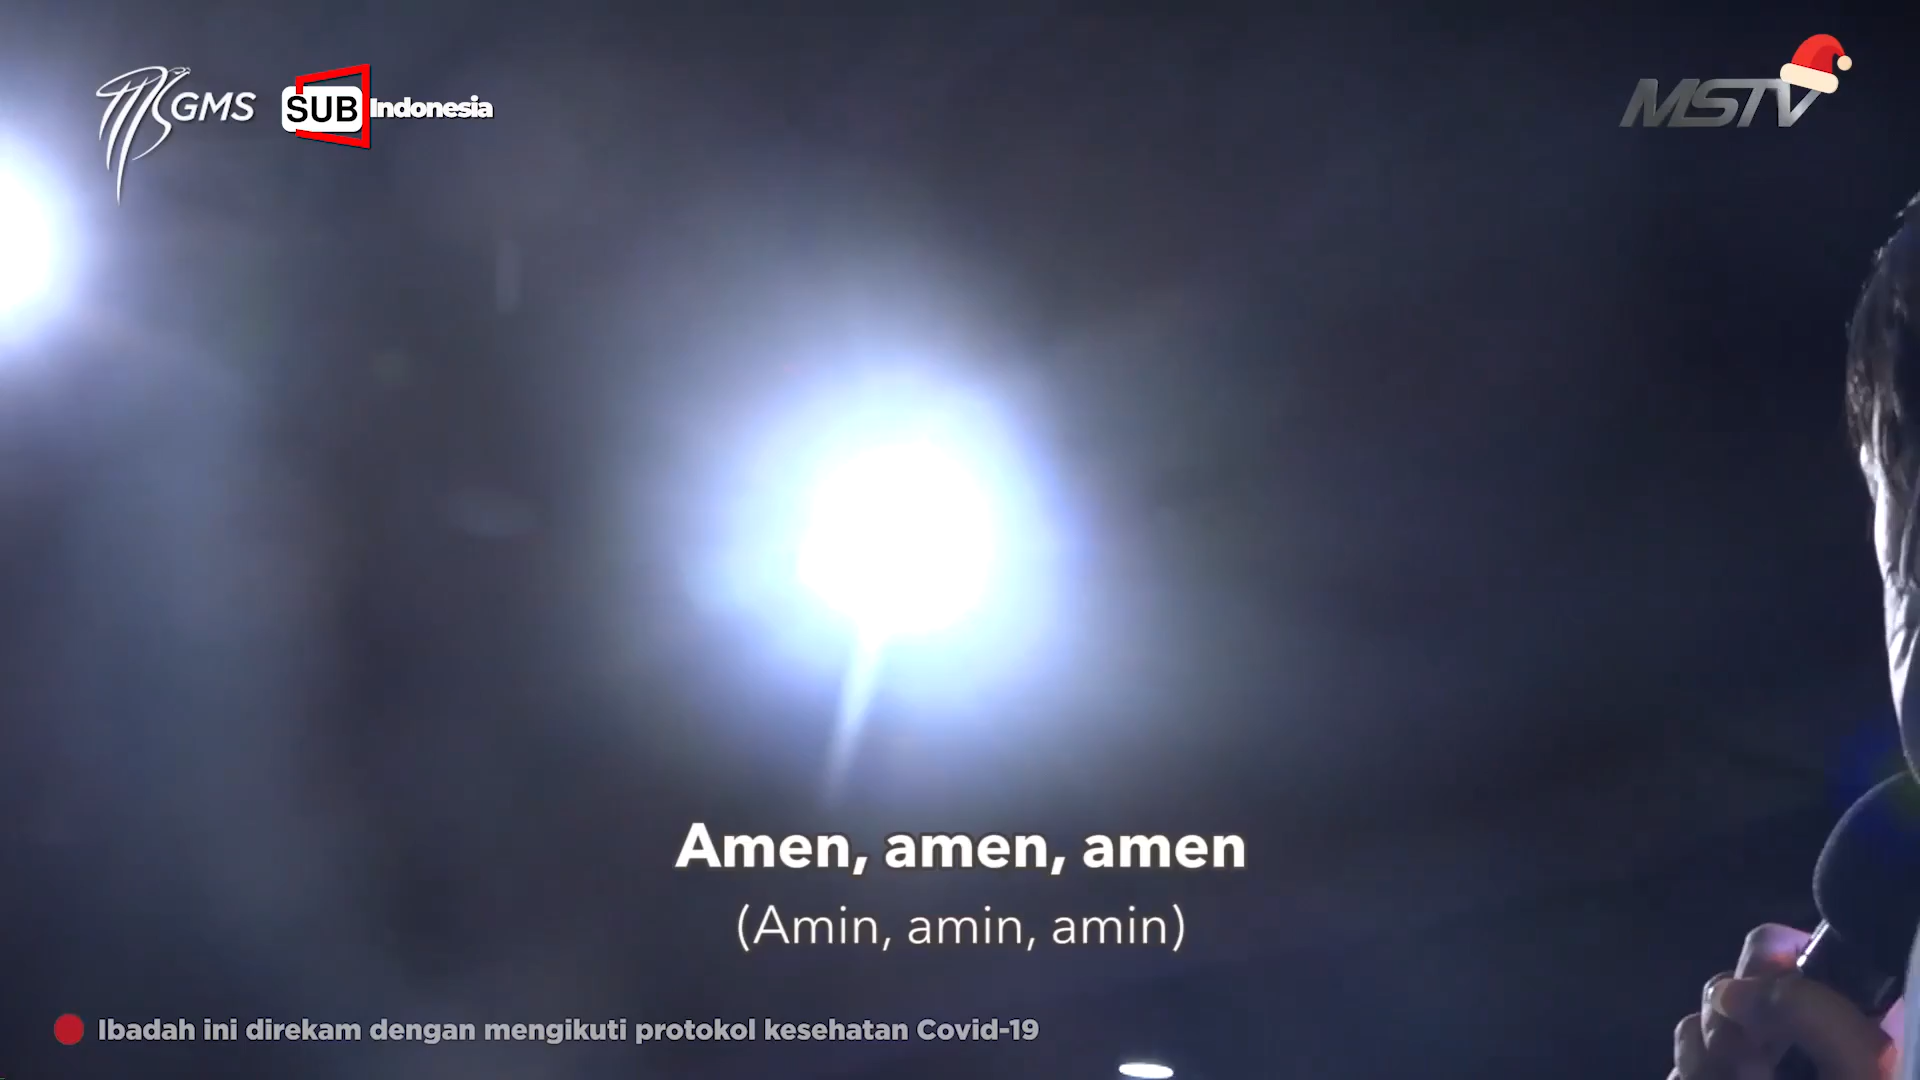 GMS
SUB Indonesia
MSTV
Amen, amen, amen
(Amin, amin, amin)
Ibadah ini direkam dengan mengikuti protokol kesehatan Covid-19